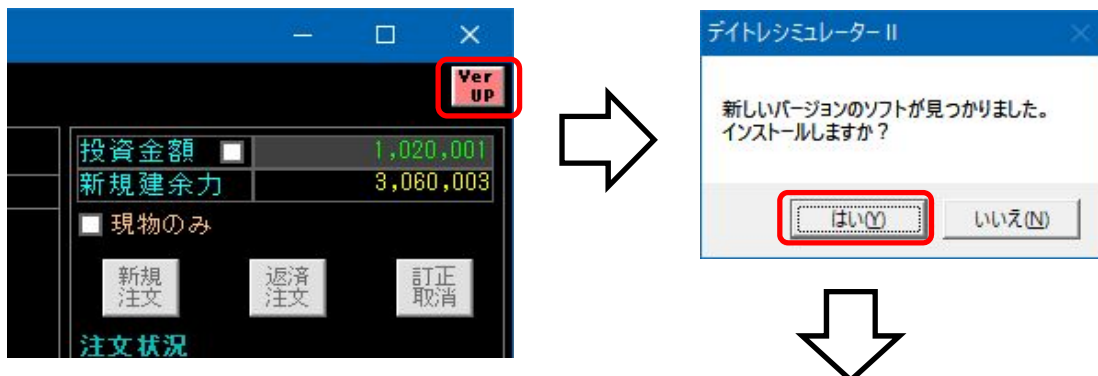 Ver
UP
投資金額 1,020,001
新規建余力 3,060,003
現物のみ
新規
注文
返済
注文
訂正
取消
注文状況
デイトレシミュレーターⅡ
新しいバージョンのソフトが見つかりました。
インストールしますか？
はい(Y)
いいえ(N)